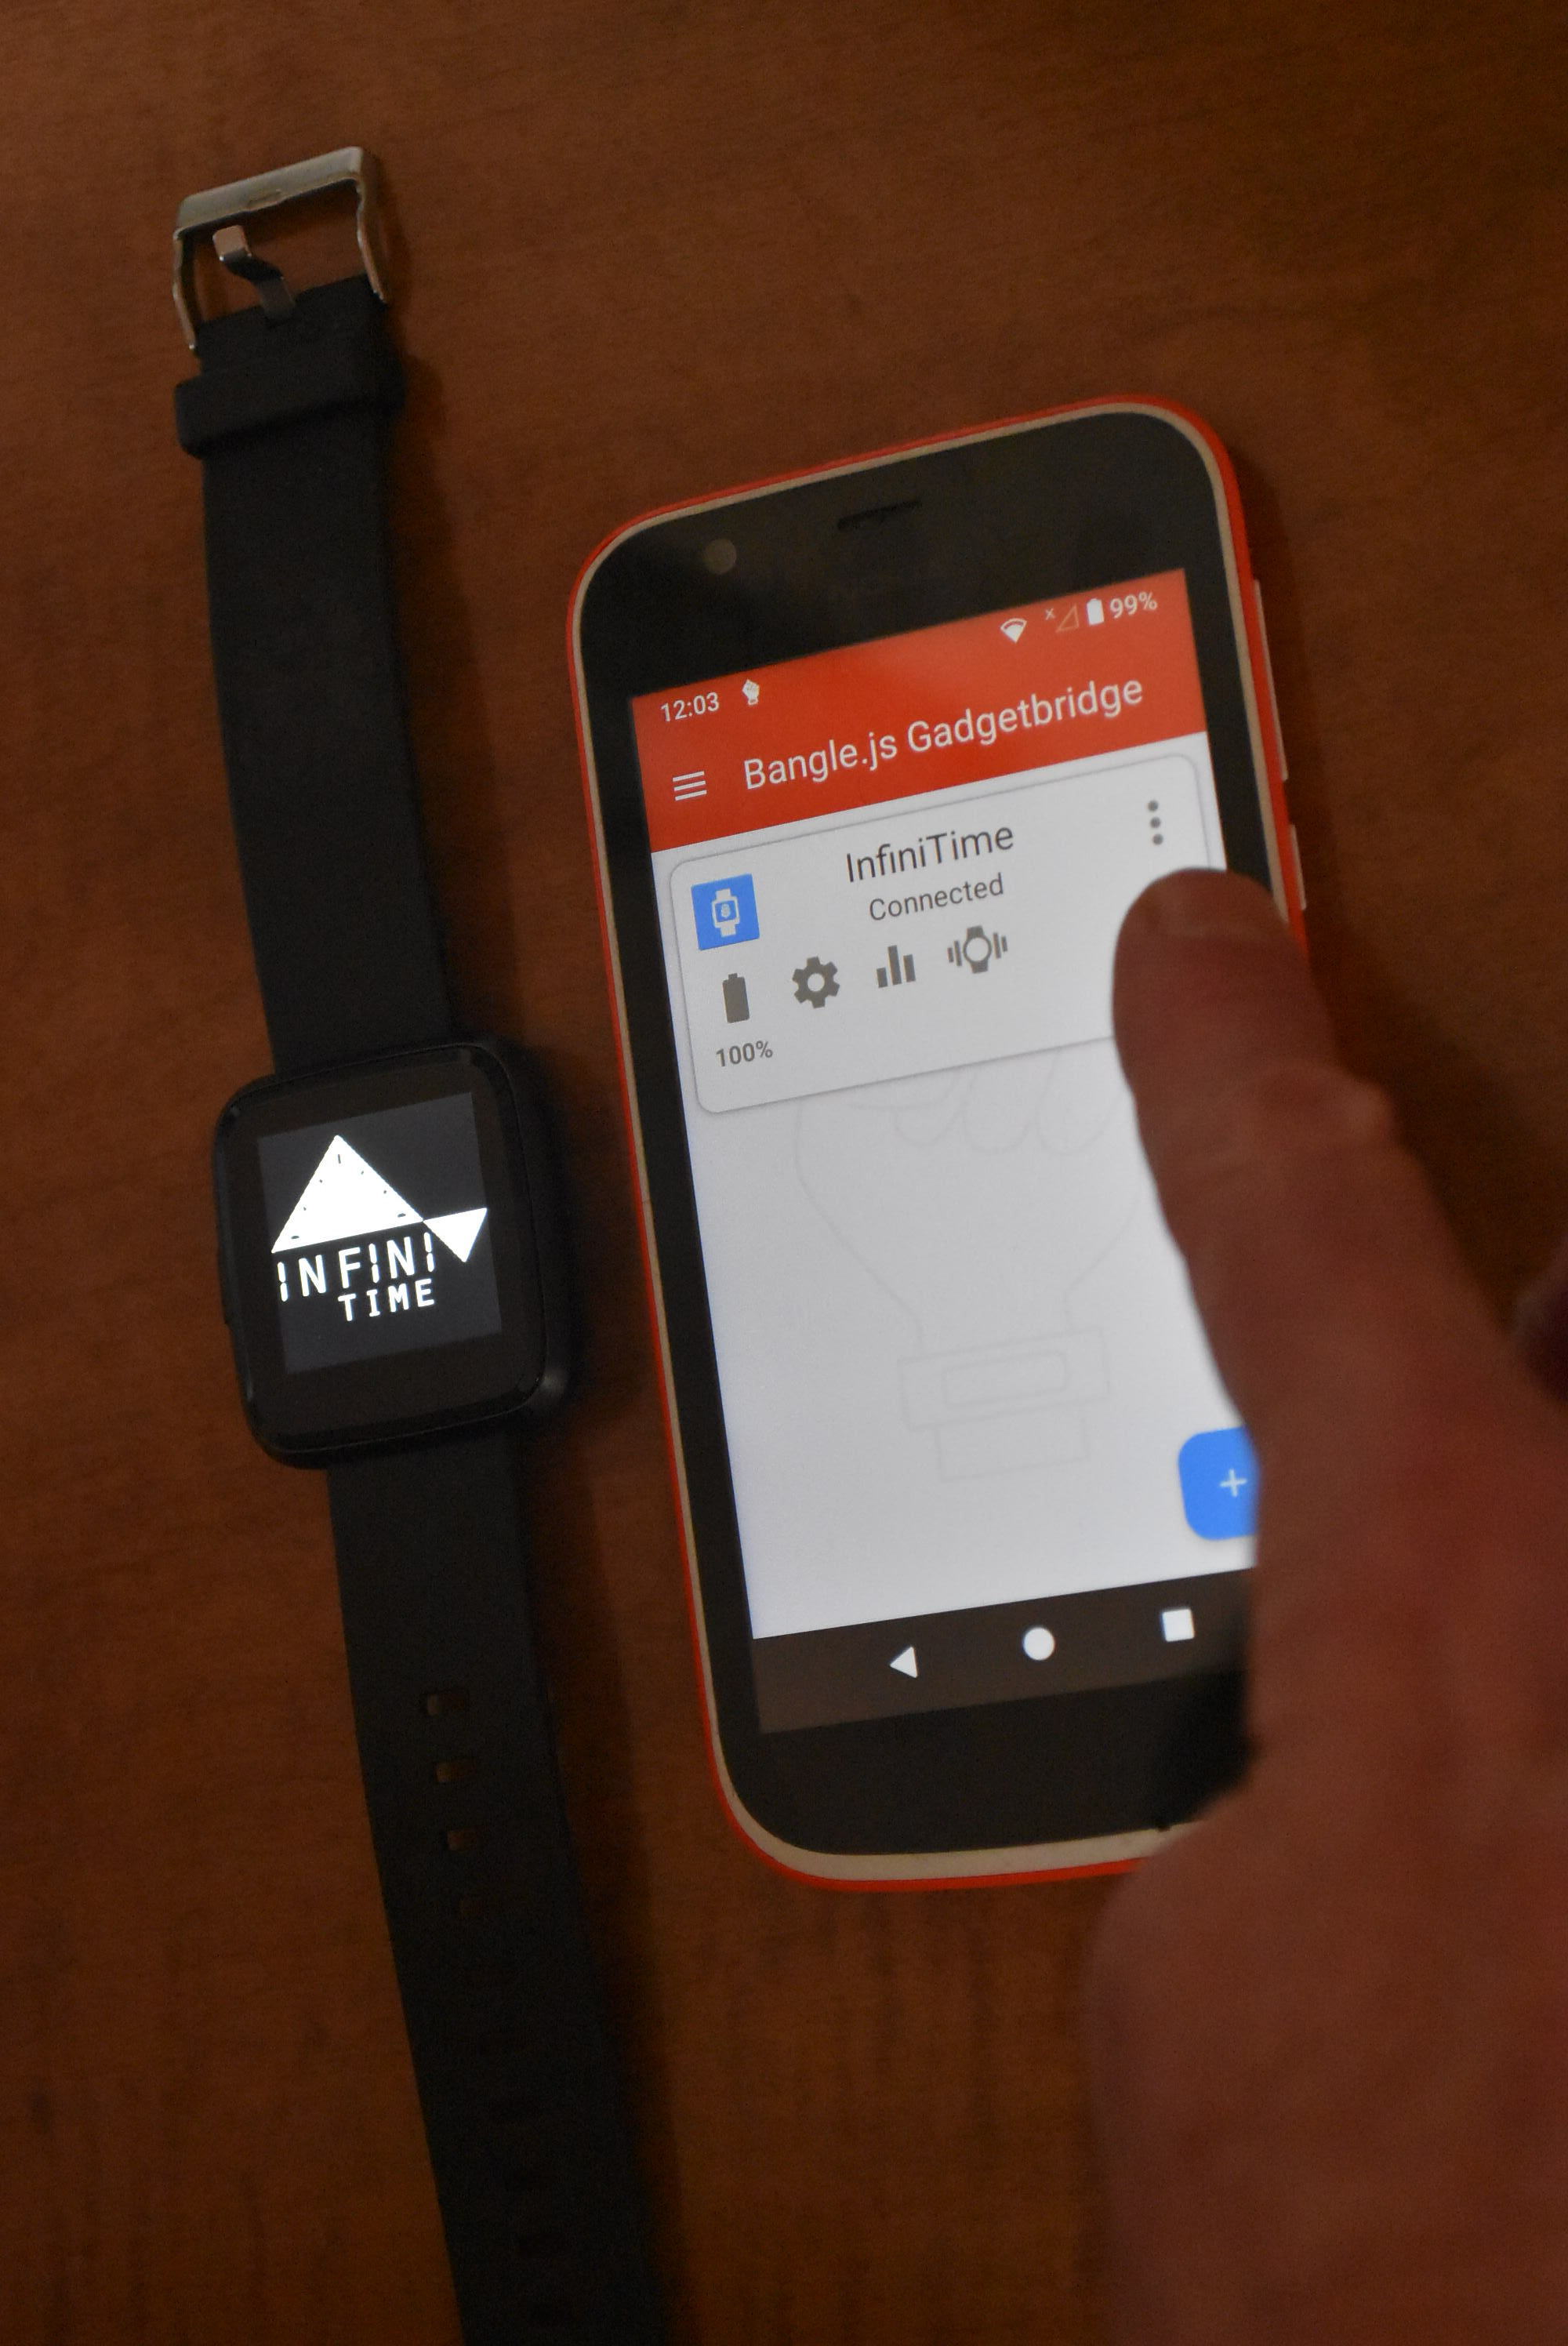 12:03
99%
Bangle.js Gadgetbridge
InfiniTime
Connected
100%
+
INFINI
TIME